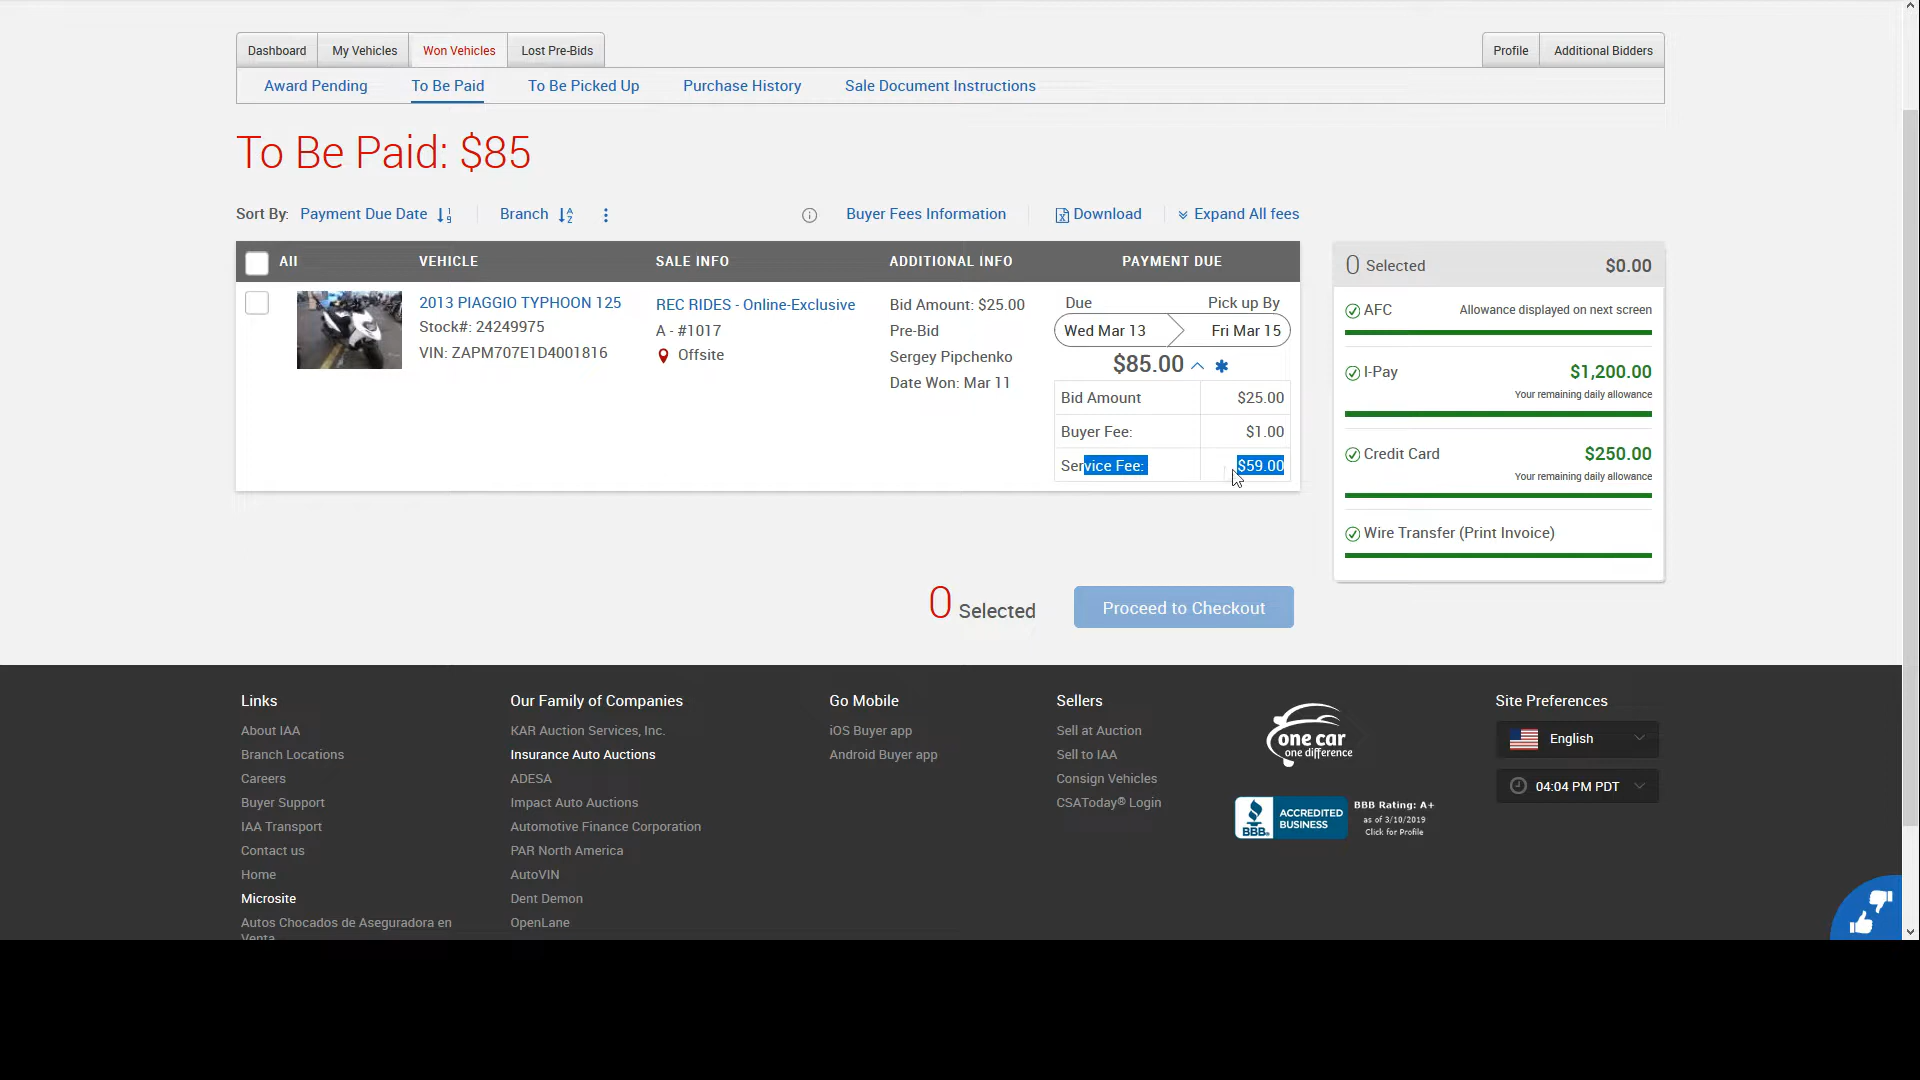 Dashboard
My Vehicles
Won Vehicles
Lost Pre-Bids
Profile
Additional Bidders
Award Pending
To Be Paid
To Be Picked Up
Purchase History
Sale Document Instructions
To Be Paid: $85
Sort By: Payment Due Date
Branch
Buyer Fees Information
Download
Expand All fees
All
VEHICLE
SALE INFO
ADDITIONAL INFO
PAYMENT DUE
2013 PIAGGIO TYPHOON 125
Stock#: 24249975
VIN: ZAPM707E1D4001816
REC RIDES - Online-Exclusive
A - #1017
Offsite
Bid Amount: $25.00
Pre-Bid
Sergey Pipchenko
Date Won: Mar 11
Due
Pick up By
Wed Mar 13
Fri Mar 15
$85.00
Bid Amount $25.00
Buyer Fee: $1.00
Service Fee: $59.00
0 Selected $0.00
AFC Allowance displayed on next screen
I-Pay $1,200.00
Your remaining daily allowance
Credit Card $250.00
Your remaining daily allowance
Wire Transfer (Print Invoice)
0 Selected
Proceed to Checkout
Links
About IAA
Branch Locations
Careers
Buyer Support
IAA Transport
Contact us
Home
Microsite
Autos Chocados de Aseguradora en
Venta
Our Family of Companies
KAR Auction Services, Inc.
Insurance Auto Auctions
ADESA
Impact Auto Auctions
Automotive Finance Corporation
PAR North America
AutoVIN
Dent Demon
OpenLane
Go Mobile
iOS Buyer app
Android Buyer app
Sellers
Sell at Auction
Sell to IAA
Consign Vehicles
CSAToday® Login
one car
one difference
BBB
ACCREDITED
BUSINESS
BBB Rating: A+
as of 3/10/2019
Click for Profile
Site Preferences
English
04:04 PM PDT